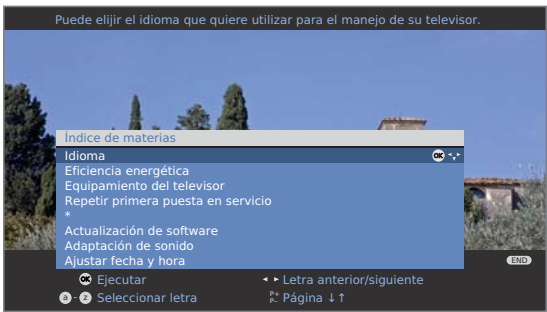 Puede elijir el idioma que quiere utilizar para el manejo de su televisor.
Índice de materias
Idioma OK
Eficiencia energética
Equipamiento del televisor
Repetir primera puesta en servicio
*
Actualización de software
Adaptación de sonido
Ajustar fecha y hora
END
OK Ejecutar ◂ ▸ Letra anterior/siguiente
a - z Seleccionar letra P+ P– Página ↓↑